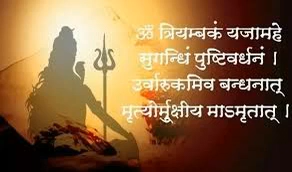 ॐ त्रियम्बकं यजामहे
सुगन्धिं पुष्टिवर्धनं ।
उर्वारुकमिव बन्धनात्
मृत्योर्मुक्षीय माऽमृतात् ।